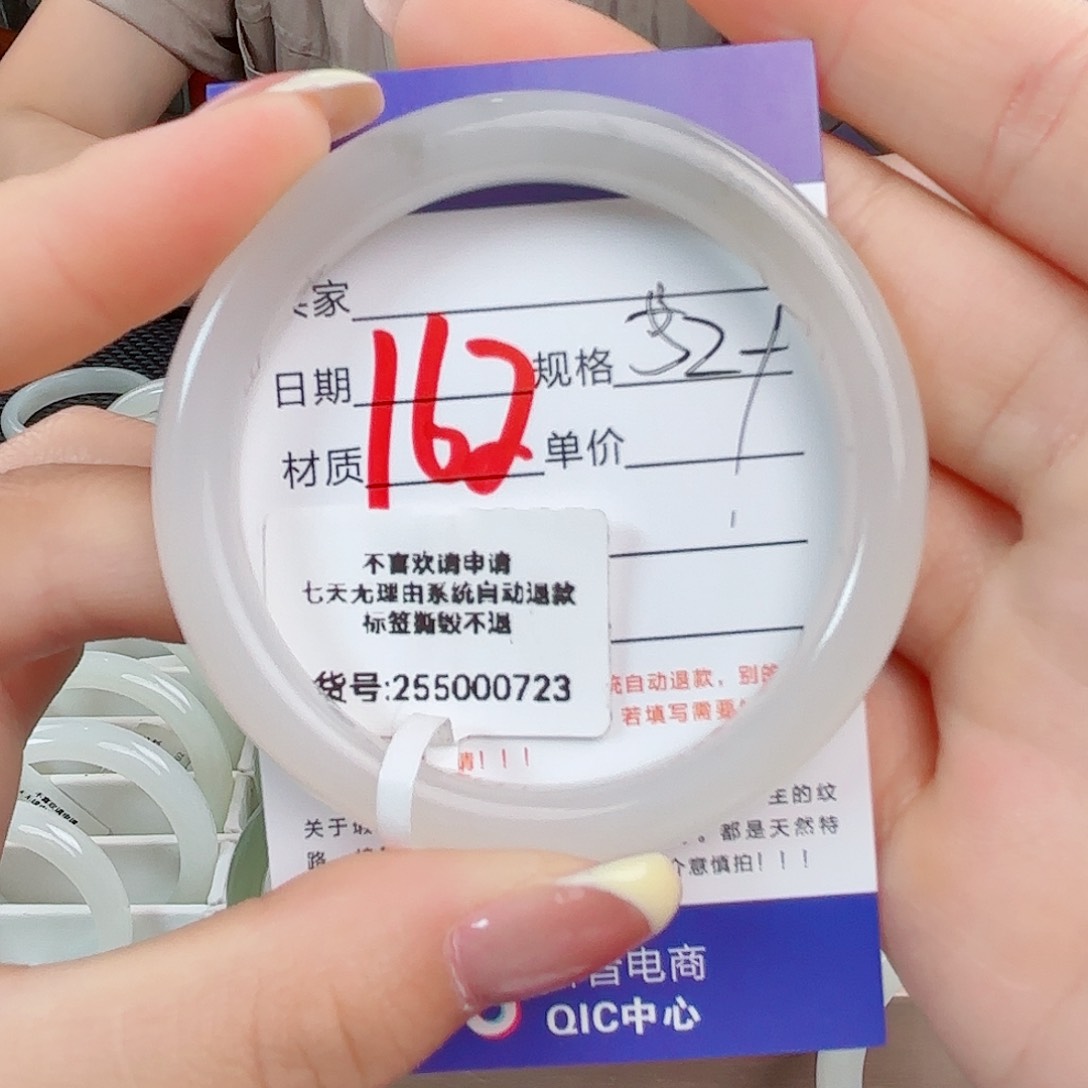 家
日期 162 规格 52+
材质 单价
不喜欢请申请
七天无理由系统自动退款
标签撕毁不退
货号:255000723
统自动退款，别的
若填写需要
请！！！
生的纹
关于 。都是天然特
路 介意慎拍！！！
音电商
QIC中心